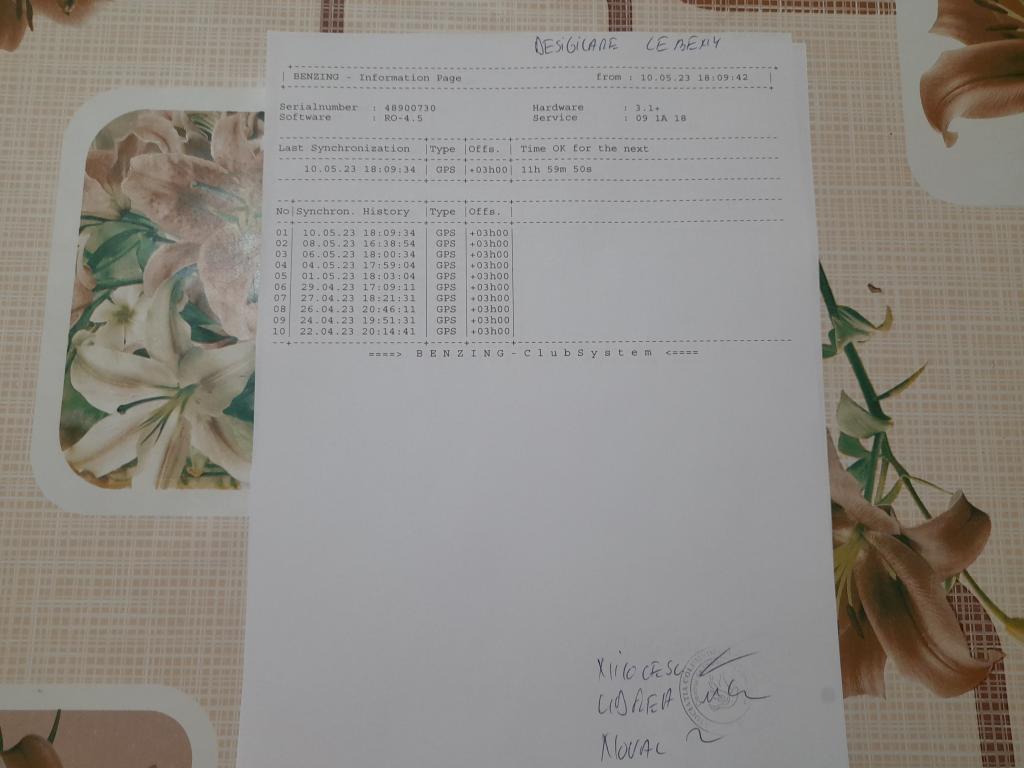 DESIGILARE LEBENY
BENZING - Information Page from : 10.05.23 18:09:42
Serialnumber : 48900730 Hardware : 3.1+
Software : RO-4.5 Service : 09 1A 18
Last Synchronization |Type |Offs. | Time OK for the next
10.05.23 18:09:34 | GPS |+03h00| 11h 59m 50s
No|Synchron. History |Type |Offs. |
01| 10.05.23 18:09:34 | GPS |+03h00|
02| 08.05.23 16:38:54 | GPS |+03h00|
03| 06.05.23 18:00:34 | GPS |+03h00|
04| 04.05.23 17:59:04 | GPS |+03h00|
05| 01.05.23 18:03:04 | GPS |+03h00|
06| 29.04.23 17:09:11 | GPS |+03h00|
07| 27.04.23 18:21:31 | GPS |+03h00|
08| 26.04.23 20:46:11 | GPS |+03h00|
09| 24.04.23 19:51:31 | GPS |+03h00|
10| 22.04.23 20:14:41 | GPS |+03h00|
====> B E N Z I N G - C l u b S y s t e m <====